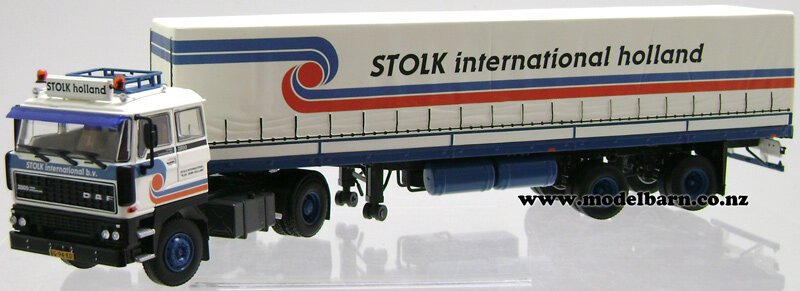 STOLK international holland
STOLK holland
STOLK international b.v.
DAF
www.modelbarn.co.nz